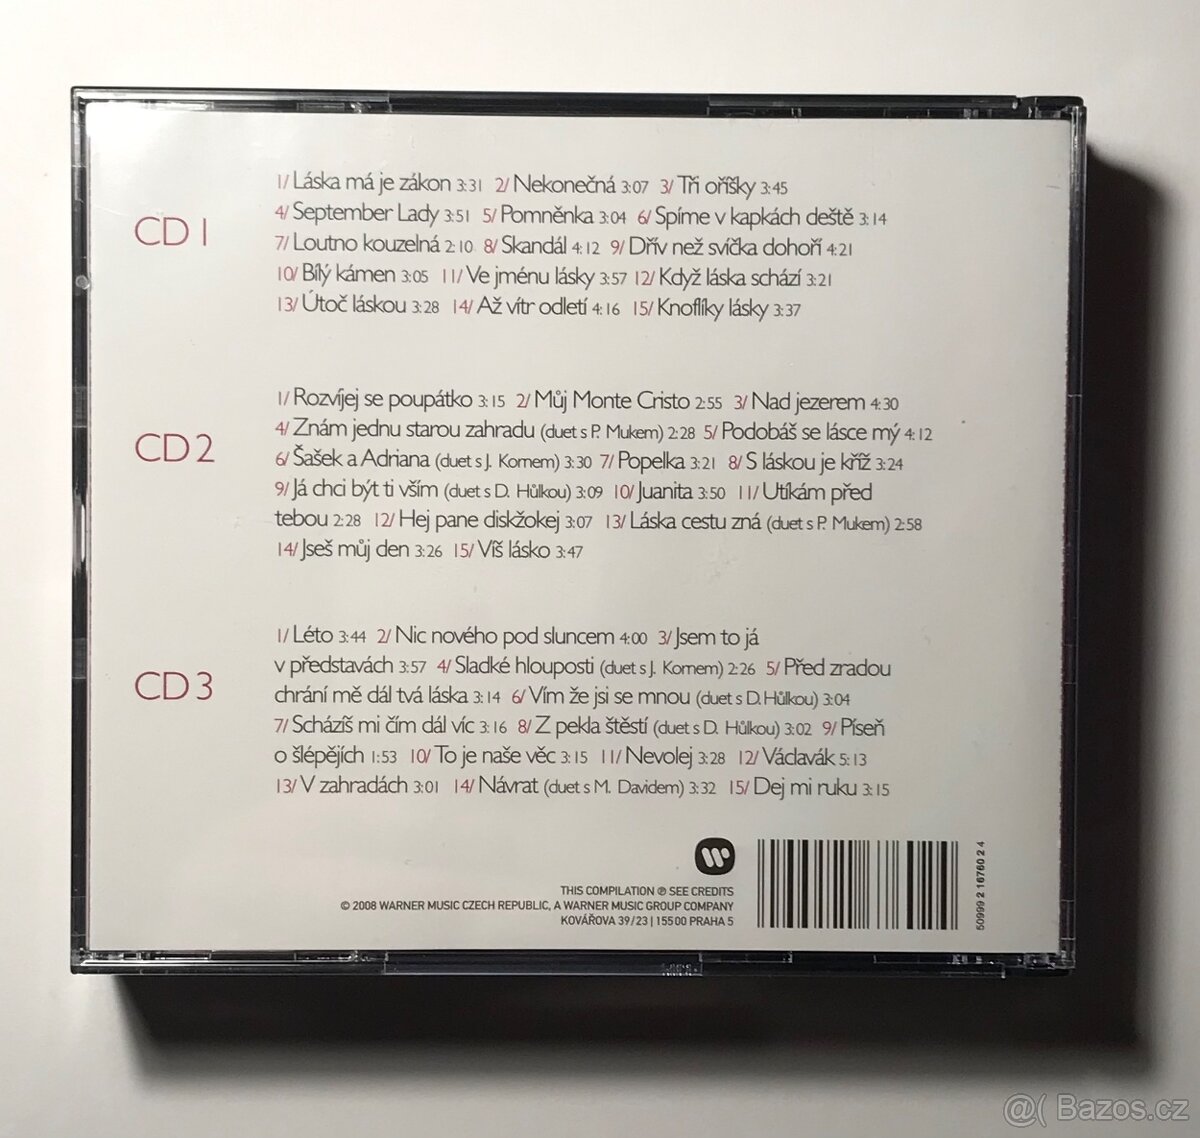 CD 1
1/ Láska má je zákon 3:31 2/ Nekonečná 3:07 3/ Tři oříšky 3:45
4/ September Lady 3:51 5/ Pomněnka 3:04 6/ Spíme v kapkách deště 3:14
7/ Loutno kouzelná 2:10 8/ Skandál 4:12 9/ Dřív než svíčka dohoří 4:21
10/ Bílý kámen 3:05 11/ Ve jménu lásky 3:57 12/ Když láska schází 3:21
13/ Útoč láskou 3:28 14/ Až vítr odletí 4:16 15/ Knoflíky lásky 3:37
CD 2
1/ Rozvíjej se poupátko 3:15 2/ Můj Monte Cristo 2:55 3/ Nad jezerem 4:30
4/ Znám jednu starou zahradu (duet s P. Mukem) 2:28 5/ Podobáš se lásce mý 4:12
6/ Šašek a Adriana (duet s J. Kornem) 3:30 7/ Popelka 3:21 8/ S láskou je kříž 3:24
9/ Já chci být ti vším (duet s D. Hůlkou) 3:09 10/ Juanita 3:50 11/ Utíkám před
tebou 2:28 12/ Hej pane diskžokej 3:07 13/ Láska cestu zná (duet s P. Mukem) 2:58
14/ Jseš můj den 3:26 15/ Víš lásko 3:47
CD 3
1/ Léto 3:44 2/ Nic nového pod sluncem 4:00 3/ Jsem to já
v představách 3:57 4/ Sladké hlouposti (duet s J. Kornem) 2:26 5/ Před zradou
chrání mě dál tvá láska 3:14 6/ Vím že jsi se mnou (duet s D.Hůlkou) 3:04
7/ Scházíš mi čím dál víc 3:16 8/ Z pekla štěstí (duet s D. Hůlkou) 3:02 9/ Píseň
o šlépějích 1:53 10/ To je naše věc 3:15 11/ Nevolej 3:28 12/ Václavák 5:13
13/ V zahradách 3:01 14/ Návrat (duet s M. Davidem) 3:32 15/ Dej mi ruku 3:15
THIS COMPILATION ℗ SEE CREDITS
© 2008 WARNER MUSIC CZECH REPUBLIC, A WARNER MUSIC GROUP COMPANY
KOVÁŘOVA 39/23 | 155 00 PRAHA 5
50999 2 16760 2 4
@( Bazos.cz